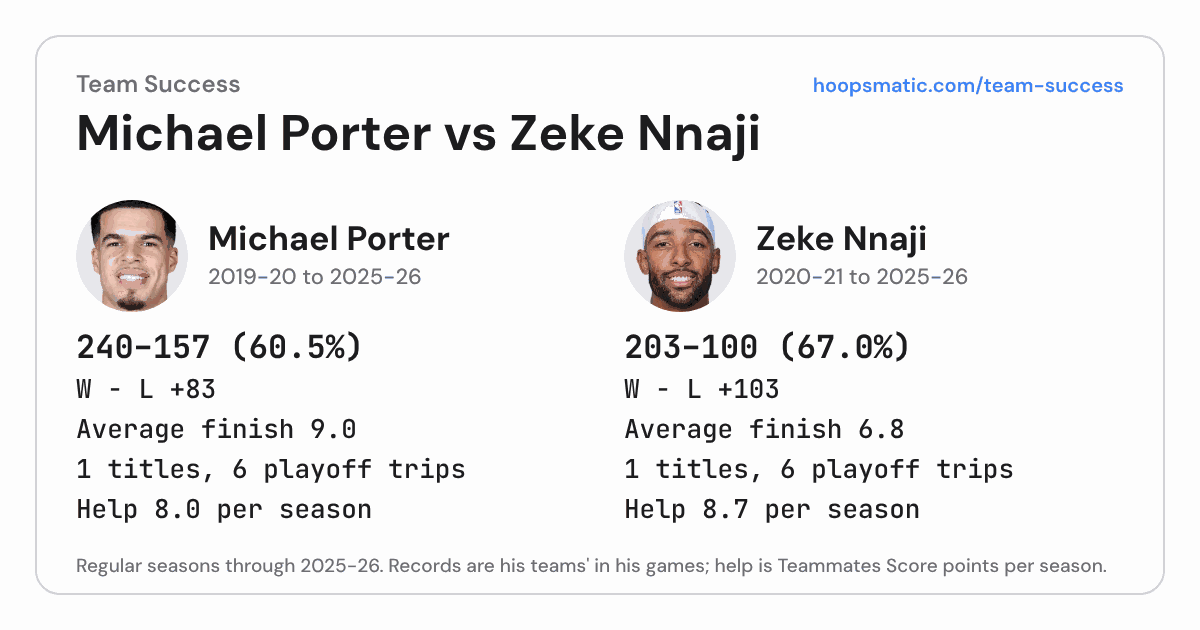 Team Success
hoopsmatic.com/team-success
Michael Porter vs Zeke Nnaji
Michael Porter
2019-20 to 2025-26
240-157 (60.5%)
W - L +83
Average finish 9.0
1 titles, 6 playoff trips
Help 8.0 per season
Zeke Nnaji
2020-21 to 2025-26
203-100 (67.0%)
W - L +103
Average finish 6.8
1 titles, 6 playoff trips
Help 8.7 per season
Regular seasons through 2025-26. Records are his teams' in his games; help is Teammates Score points per season.